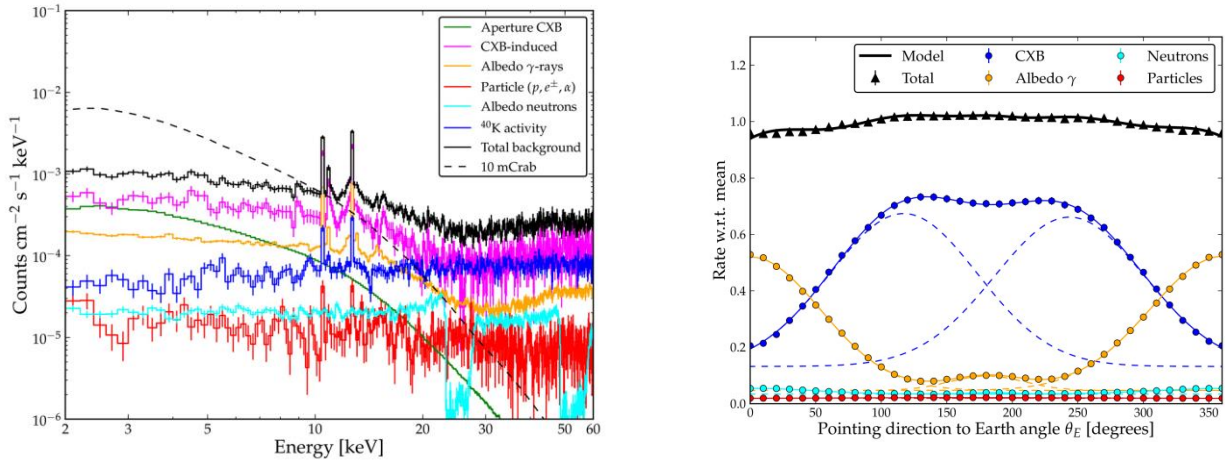 10⁻¹
10⁻²
10⁻³
10⁻⁴
10⁻⁵
10⁻⁶
Counts cm⁻² s⁻¹ keV⁻¹
Aperture CXB
CXB-induced
Albedo γ-rays
Particle (p, e±, α)
Albedo neutrons
⁴⁰K activity
Total background
10 mCrab
2 3 5 10 20 30 50 60
Energy [keV]
1.2
1.0
0.8
0.6
0.4
0.2
0.0
Rate w.r.t. mean
Model CXB Neutrons
Total Albedo γ Particles
0 50 100 150 200 250 300 350
Pointing direction to Earth angle θ_E [degrees]